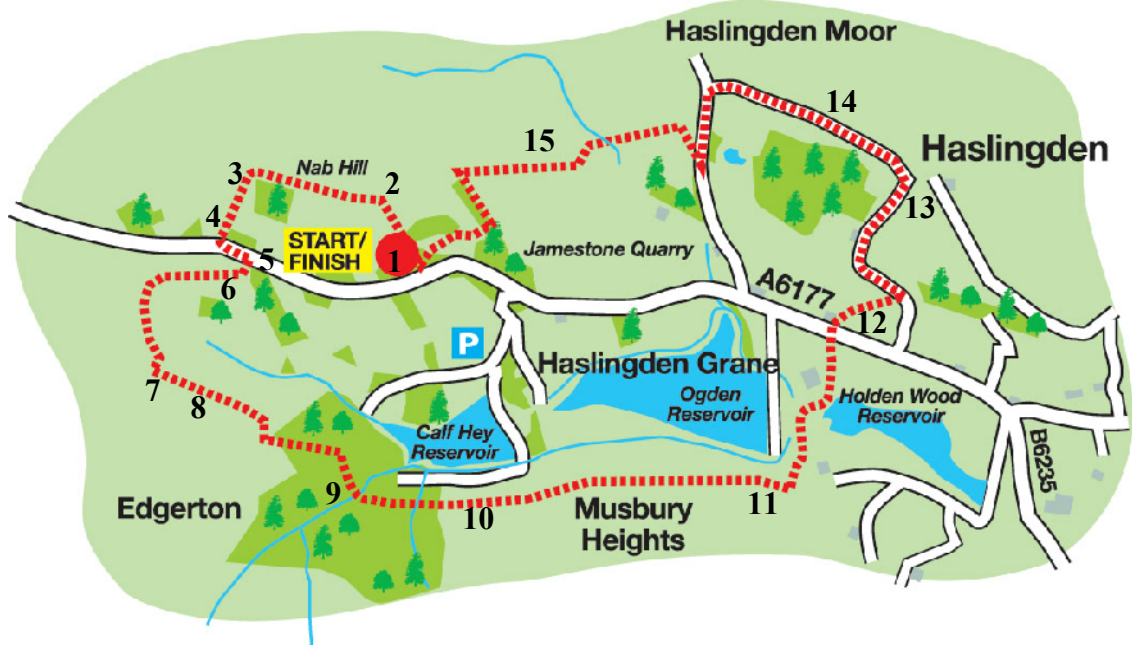 Haslingden Moor
14
Haslingden
15
3
Nab Hill
2
13
4
START/
FINISH
1
5
Jamestone Quarry
6
A6177
12
P
Haslingden Grane
7
8
Ogden
Reservoir
Holden Wood
Reservoir
Calf Hey
Reservoir
B6235
9
Edgerton
10
11
Musbury
Heights